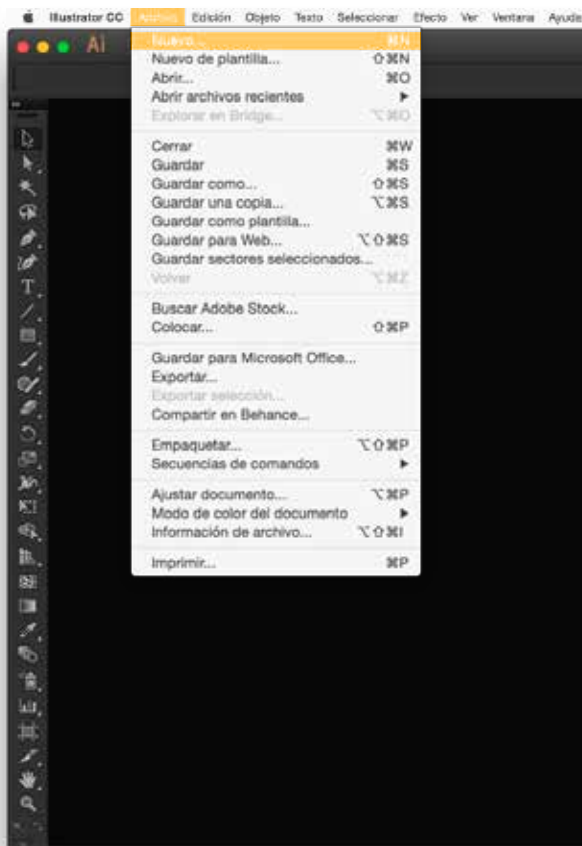 Illustrator CC Archivo Edición Objeto Texto Seleccionar Efecto Ver Ventana Ayuda
Ai
Nuevo... ⌘N
Nuevo de plantilla... ⇧⌘N
Abrir... ⌘O
Abrir archivos recientes ▶
Explorar en Bridge... ⌥⌘O
Cerrar ⌘W
Guardar ⌘S
Guardar como... ⇧⌘S
Guardar una copia... ⌥⌘S
Guardar como plantilla...
Guardar para Web... ⌥⇧⌘S
Guardar sectores seleccionados...
Volver ⌥⌘Z
Buscar Adobe Stock...
Colocar... ⇧⌘P
Guardar para Microsoft Office...
Exportar...
Exportar selección...
Compartir en Behance...
Empaquetar... ⌥⇧⌘P
Secuencias de comandos ▶
Ajustar documento... ⌥⌘P
Modo de color del documento ▶
Información de archivo... ⌥⇧⌘I
Imprimir... ⌘P